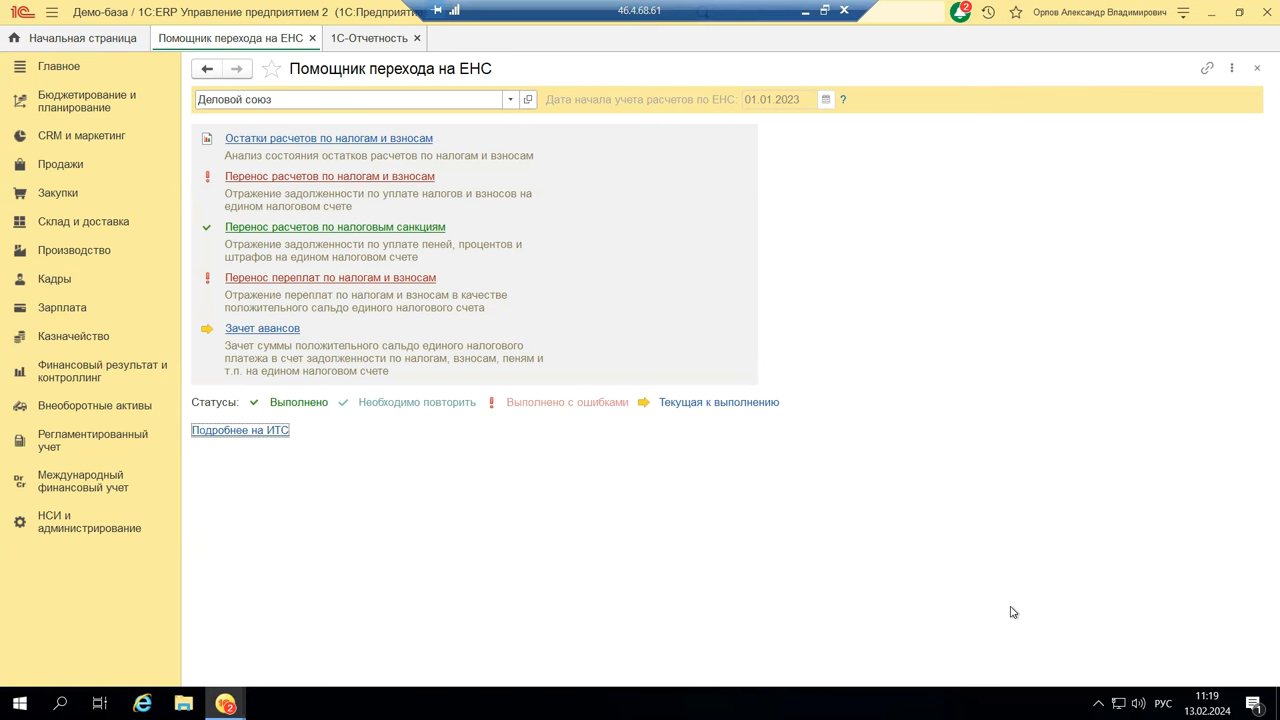 Демо-база / 1С:ERP Управление предприятием 2 (1С:Предприятие
46.4.68.61
2
Орлов Александр Владимирович
Начальная страница
Помощник перехода на ЕНС
1С-Отчетность
Главное
Бюджетирование и
планирование
CRM и маркетинг
Продажи
Закупки
Склад и доставка
Производство
Кадры
Зарплата
Казначейство
Финансовый результат и
контроллинг
Внеоборотные активы
Регламентированный
учет
Международный
финансовый учет
НСИ и
администрирование
Помощник перехода на ЕНС
Деловой союз
Дата начала учета расчетов по ЕНС: 01.01.2023 ?
Остатки расчетов по налогам и взносам
Анализ состояния остатков расчетов по налогам и взносам
Перенос расчетов по налогам и взносам
Отражение задолженности по уплате налогов и взносов на
едином налоговом счете
Перенос расчетов по налоговым санкциям
Отражение задолженности по уплате пеней, процентов и
штрафов на едином налоговом счете
Перенос переплат по налогам и взносам
Отражение переплат по налогам и взносам в качестве
положительного сальдо единого налогового счета
Зачет авансов
Зачет суммы положительного сальдо единого налогового
платежа в счет задолженности по налогам, взносам, пеням и
т.п. на едином налоговом счете
Статусы: Выполнено Необходимо повторить Выполнено с ошибками Текущая к выполнению
Подробнее на ИТС
2
РУС
11:19
13.02.2024
1